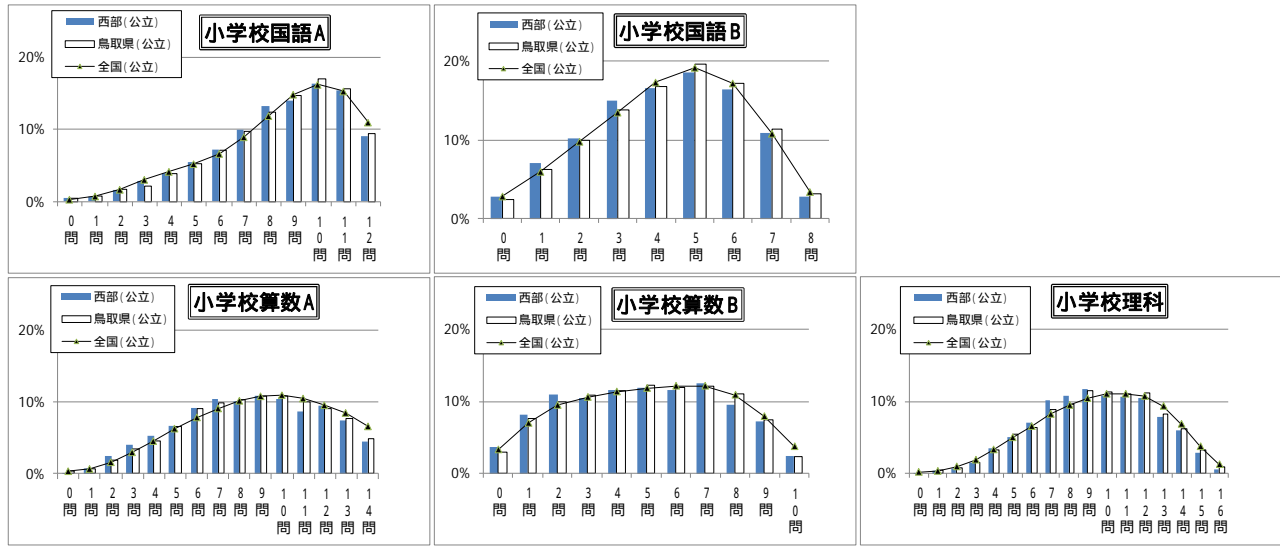 西部(公立)
鳥取県(公立)
全国(公立)
小学校国語A
20%
10%
0%
0問 1問 2問 3問 4問 5問 6問 7問 8問 9問 10問 11問 12問
西部(公立)
鳥取県(公立)
全国(公立)
小学校国語B
20%
10%
0%
0問 1問 2問 3問 4問 5問 6問 7問 8問
西部(公立)
鳥取県(公立)
全国(公立)
小学校算数A
20%
10%
0%
0問 1問 2問 3問 4問 5問 6問 7問 8問 9問 10問 11問 12問 13問 14問
西部(公立)
鳥取県(公立)
全国(公立)
小学校算数B
20%
10%
0%
0問 1問 2問 3問 4問 5問 6問 7問 8問 9問 10問
西部(公立)
鳥取県(公立)
全国(公立)
小学校理科
20%
10%
0%
0問 1問 2問 3問 4問 5問 6問 7問 8問 9問 10問 11問 12問 13問 14問 15問 16問